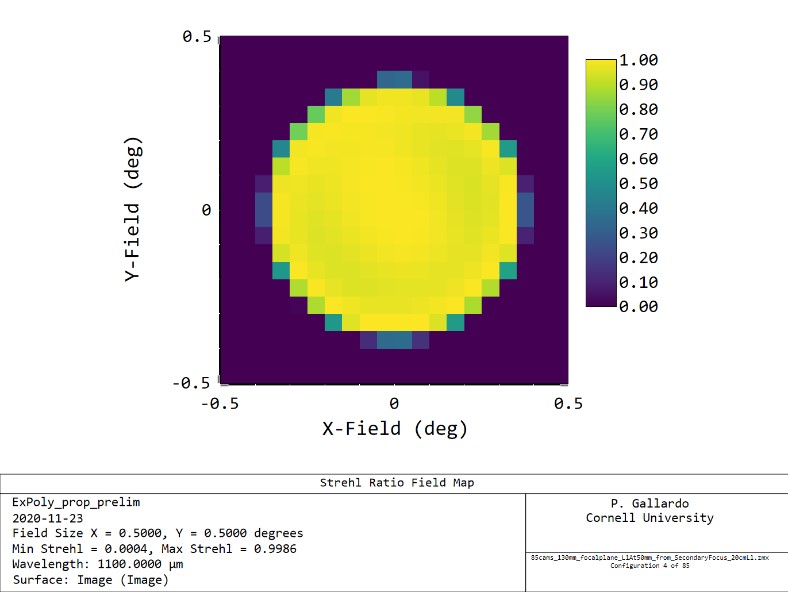 0.5
0
-0.5
Y-Field (deg)
-0.5 0 0.5
X-Field (deg)
1.00
0.90
0.80
0.70
0.60
0.50
0.40
0.30
0.20
0.10
0.00
Strehl Ratio Field Map
ExPoly_prop_prelim
2020-11-23
Field Size X = 0.5000, Y = 0.5000 degrees
Min Strehl = 0.0004, Max Strehl = 0.9986
Wavelength: 1100.0000 µm
Surface: Image (Image)
P. Gallardo
Cornell University
85cams_130mm_focalplane_L1At50mm_from_SecondaryFocus_20cmL1.zmx
Configuration 4 of 85